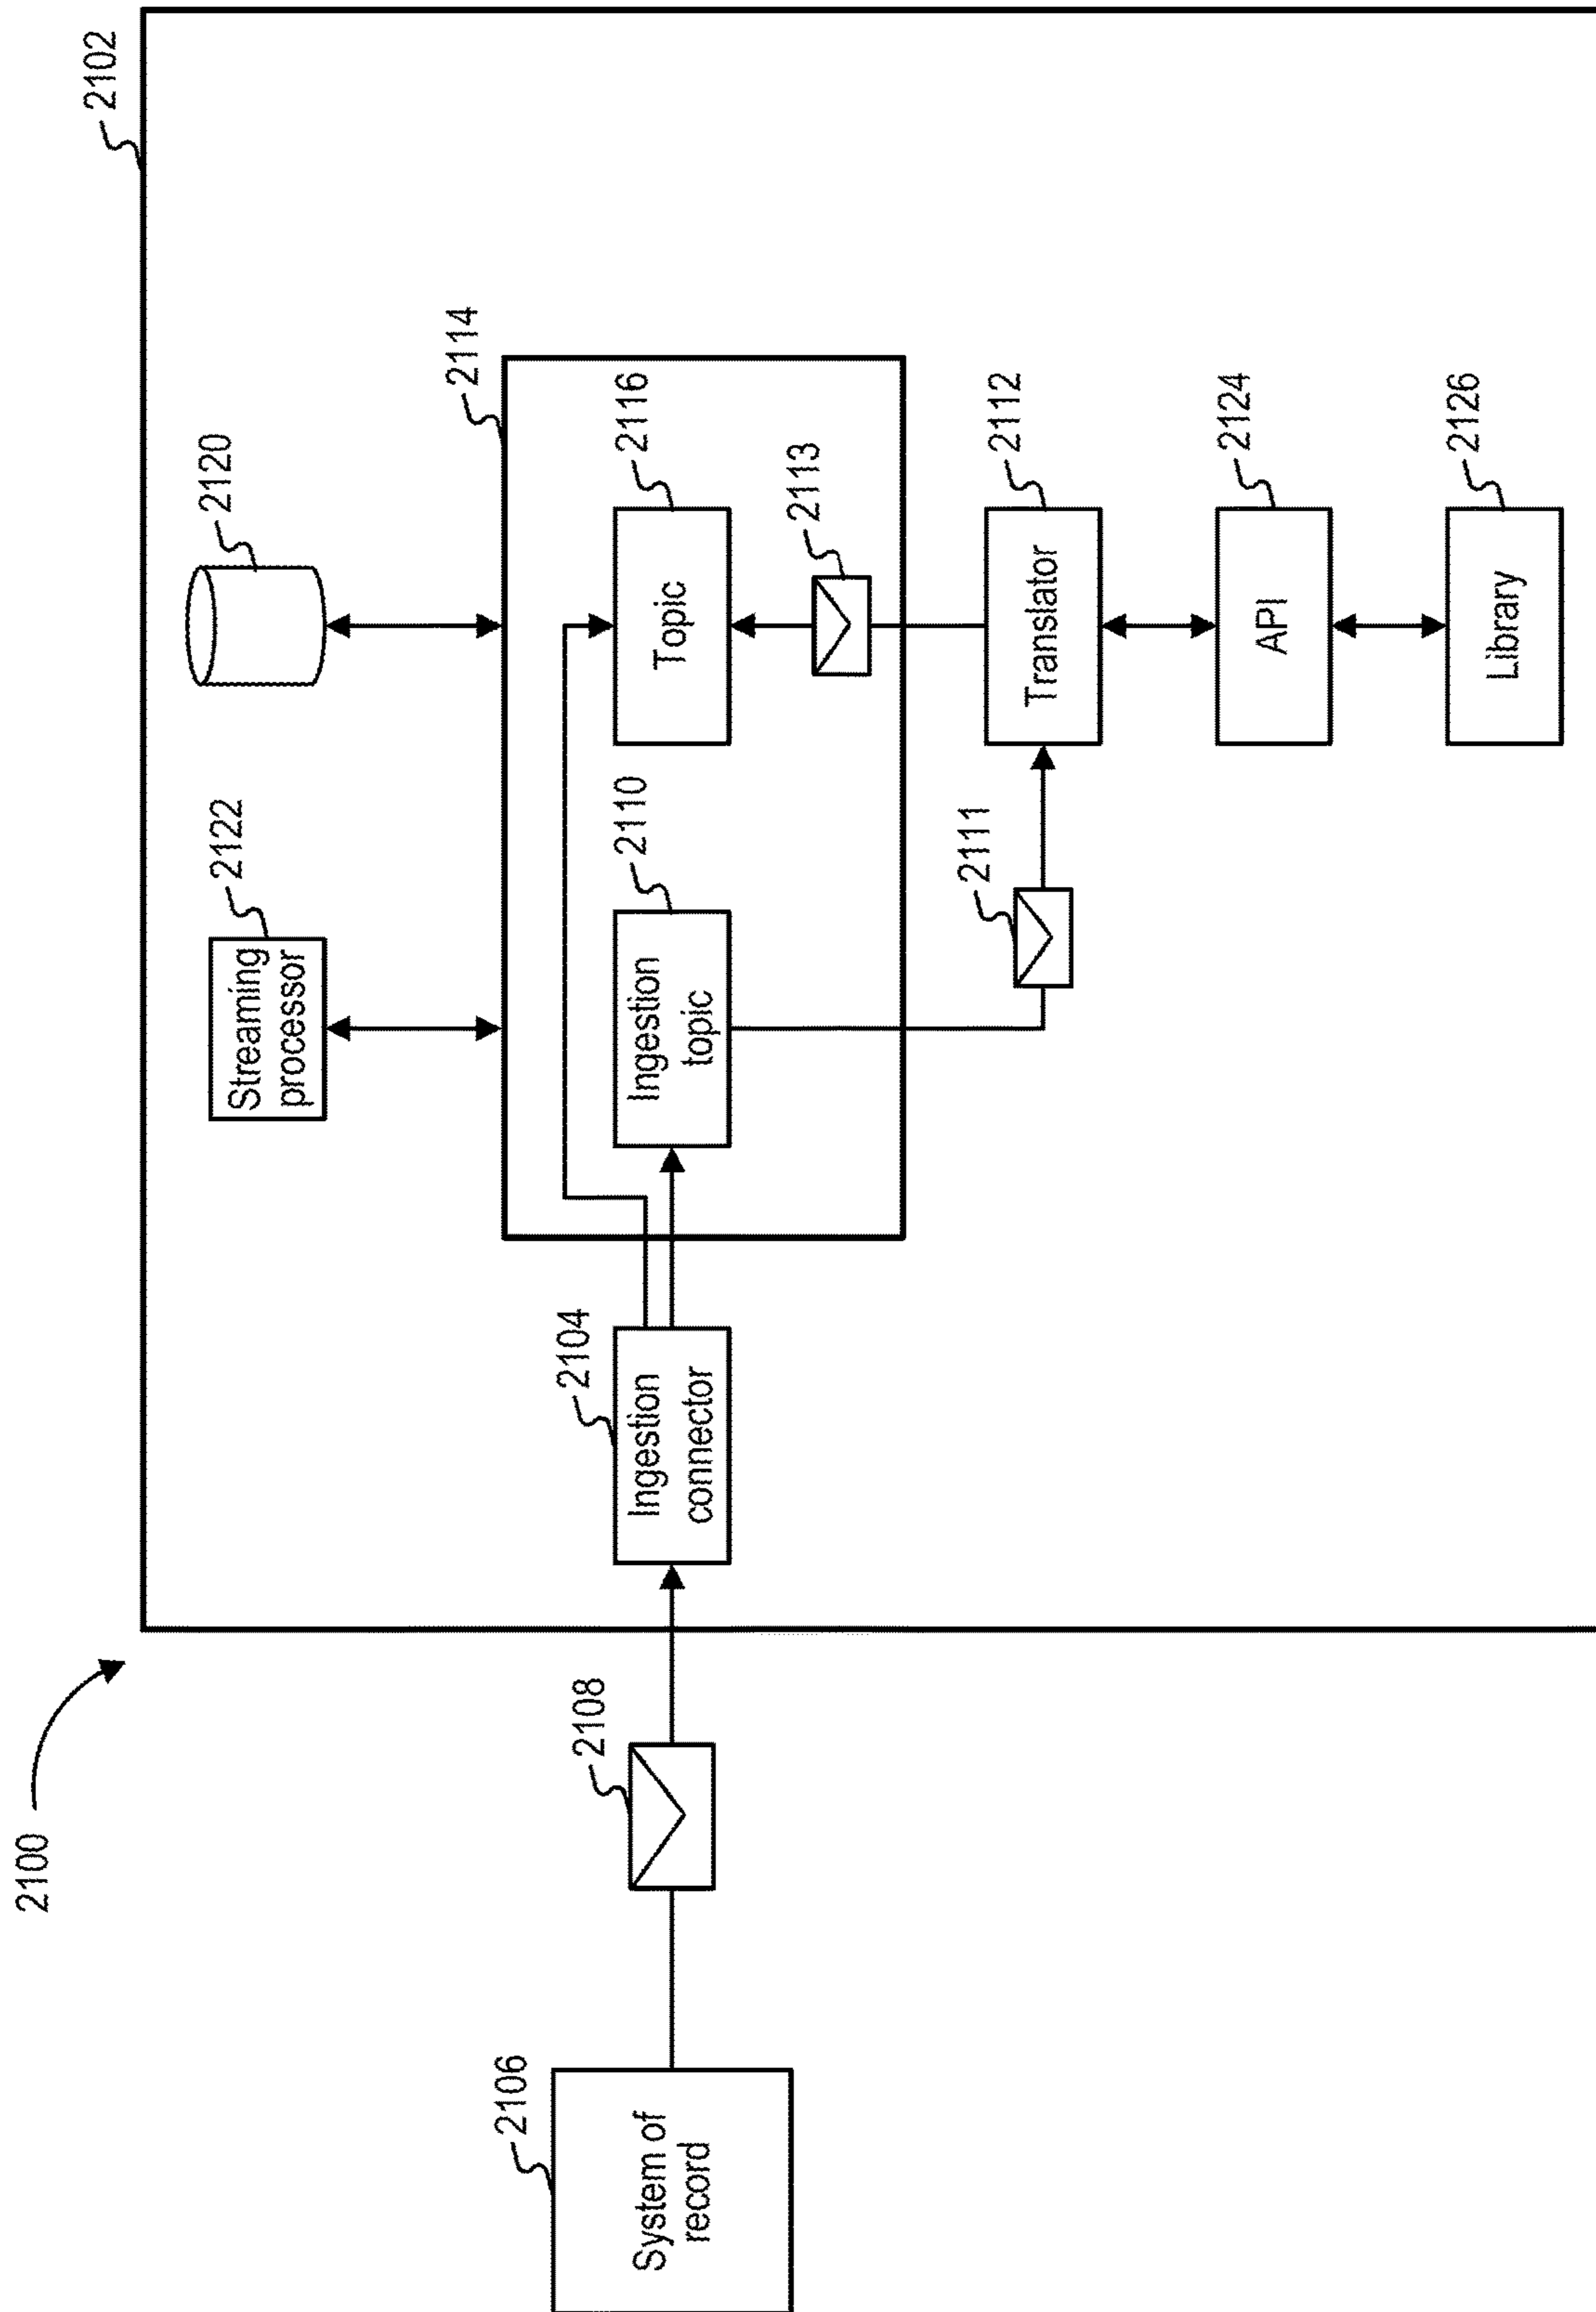 2100
2102
2120
2122
Streaming
processor
2114
2116
Topic
2110
Ingestion
topic
2113
2104
Ingestion
connector
2108
2106
System of
record
2111
2112
Translator
2124
API
2126
Library